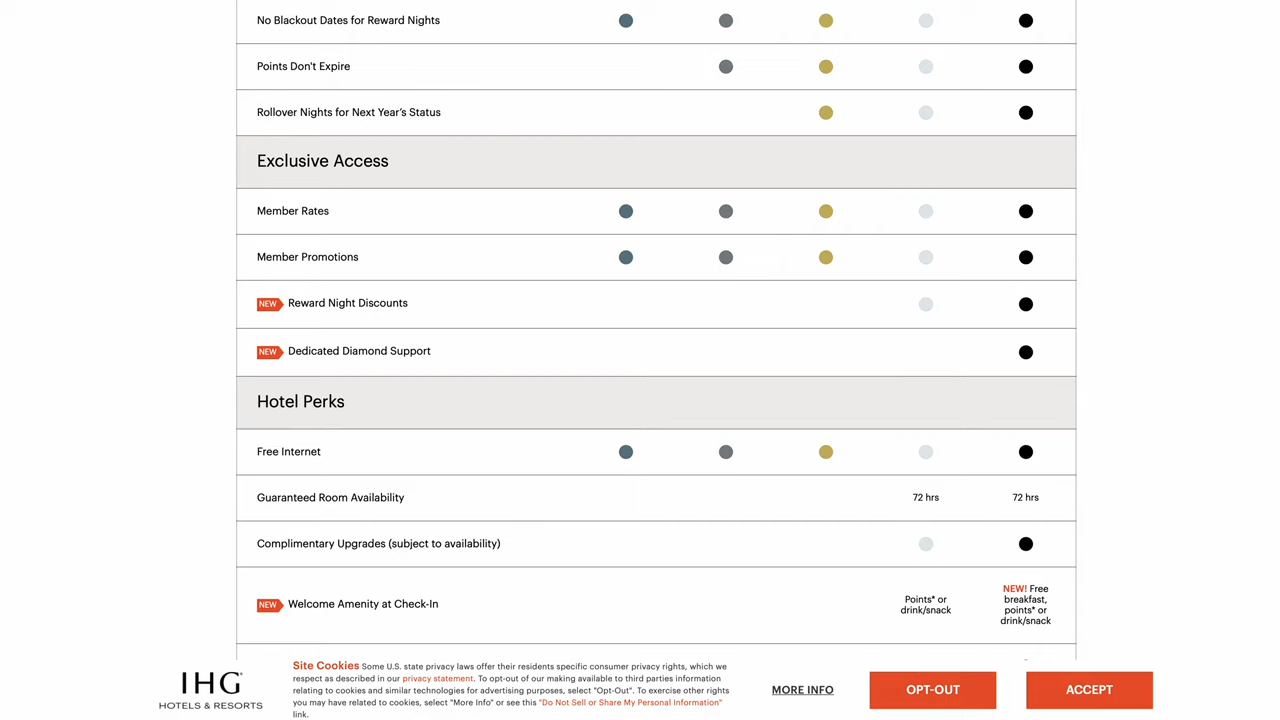 No Blackout Dates for Reward Nights
Points Don't Expire
Rollover Nights for Next Year's Status
Exclusive Access
Member Rates
Member Promotions
NEW Reward Night Discounts
NEW Dedicated Diamond Support
Hotel Perks
Free Internet
Guaranteed Room Availability 72 hrs 72 hrs
Complimentary Upgrades (subject to availability)
NEW Welcome Amenity at Check-In
Points* or
drink/snack
NEW! Free
breakfast,
points* or
drink/snack
IHG
HOTELS & RESORTS
Site Cookies Some U.S. state privacy laws offer their residents specific consumer privacy rights, which we
respect as described in our privacy statement. To opt-out of our making available to third parties information
relating to cookies and similar technologies for advertising purposes, select "Opt-Out". To exercise other rights
you may have related to cookies, select "More Info" or see this "Do Not Sell or Share My Personal Information"
link.
MORE INFO
OPT-OUT
ACCEPT